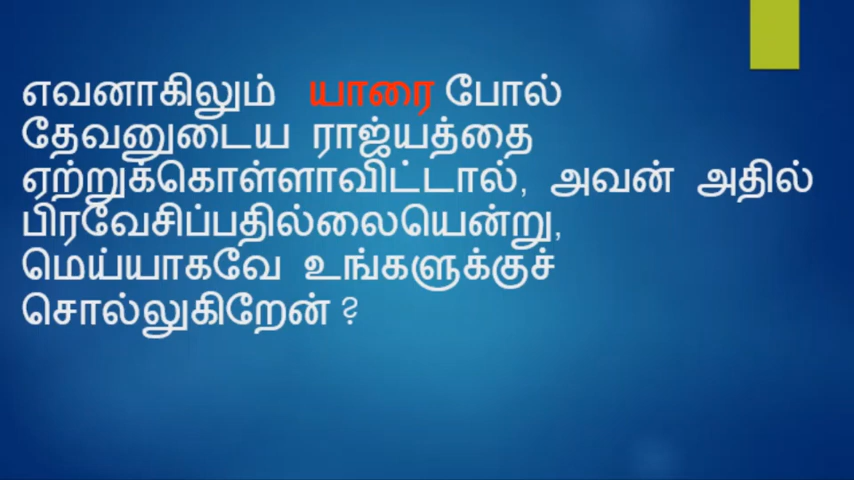 எவனாகிலும் யாரை போல்
தேவனுடைய ராஜ்யத்தை
ஏற்றுக்கொள்ளாவிட்டால், அவன் அதில்
பிரவேசிப்பதில்லையென்று,
மெய்யாகவே உங்களுக்குச்
சொல்லுகிறேன் ?